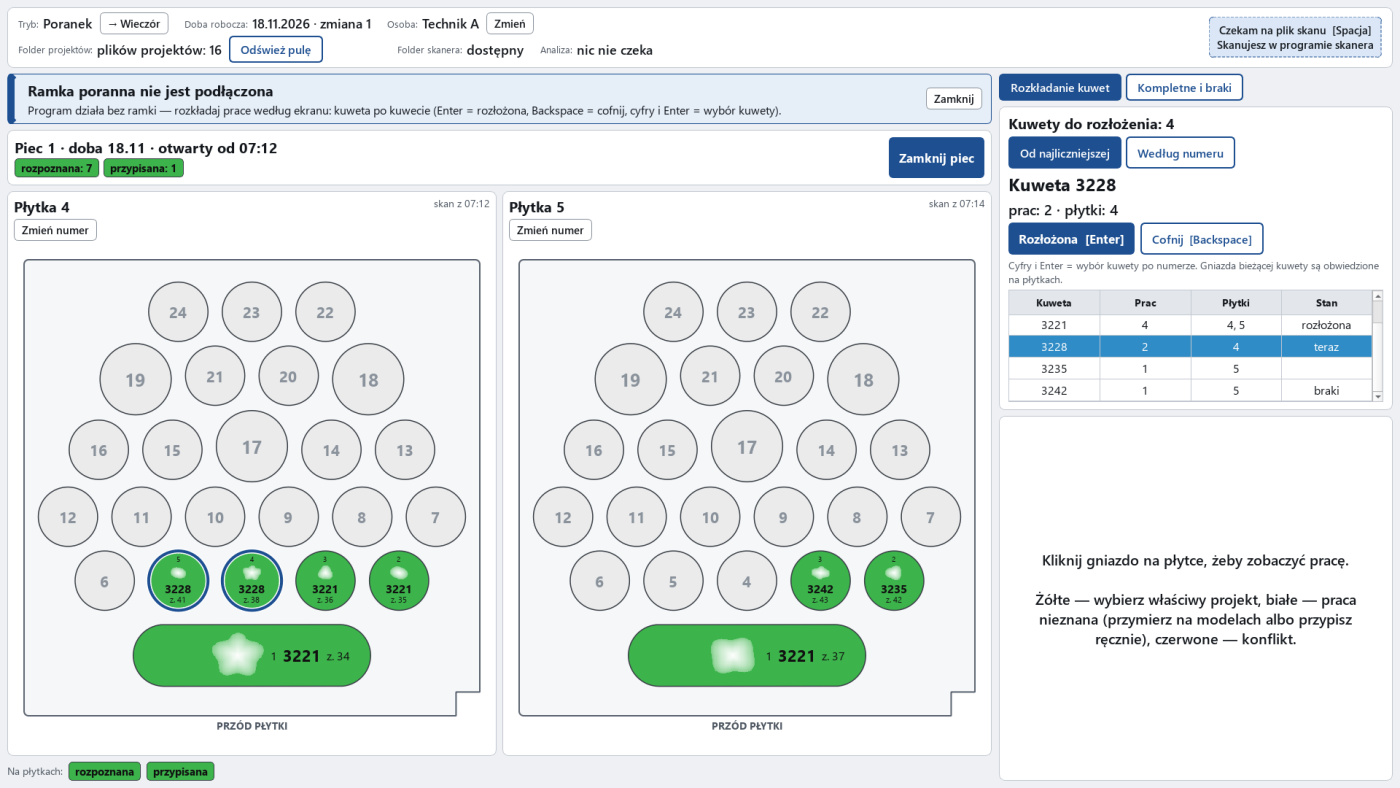 Tryb: Poranek → Wieczór Doba robocza: 18.11.2026 · zmiana 1 Osoba: Technik A Zmień
Folder projektów: plików projektów: 16 Odśwież pulę Folder skanera: dostępny Analiza: nic nie czeka
Czekam na plik skanu [Spacja]
Skanujesz w programie skanera
Ramka poranna nie jest podłączona
Program działa bez ramki — rozkładaj prace według ekranu: kuweta po kuwecie (Enter = rozłożona, Backspace = cofnij, cyfry i Enter = wybór kuwety).
Zamknij
Piec 1 · doba 18.11 · otwarty od 07:12
rozpoznana: 7 przypisana: 1
Zamknij piec
Płytka 4 skan z 07:12
Zmień numer
24 23 22
19 21 20 18
16 15 17 14 13
12 11 10 9 8 7
6
5
3228
z. 41
4
3228
z. 38
3
3221
z. 36
2
3221
z. 35
1 3221 z. 34
PRZÓD PŁYTKI
Płytka 5 skan z 07:14
Zmień numer
24 23 22
19 21 20 18
16 15 17 14 13
12 11 10 9 8 7
6 5 4
3
3242
z. 43
2
3235
z. 42
1 3221 z. 37
PRZÓD PŁYTKI
Na płytkach: rozpoznana przypisana
Rozkładanie kuwet Kompletne i braki
Kuwety do rozłożenia: 4
Od najliczniejszej Według numeru
Kuweta 3228
prac: 2 · płytki: 4
Rozłożona [Enter] Cofnij [Backspace]
Cyfry i Enter = wybór kuwety po numerze. Gniazda bieżącej kuwety są obwiedzione
na płytkach.
Kuweta Prac Płytki Stan
3221 4 4, 5 rozłożona
3228 2 4 teraz
3235 1 5
3242 1 5 braki
Kliknij gniazdo na płytce, żeby zobaczyć pracę.
Żółte — wybierz właściwy projekt, białe — praca
nieznana (przymierz na modelach albo przypisz
ręcznie), czerwone — konflikt.